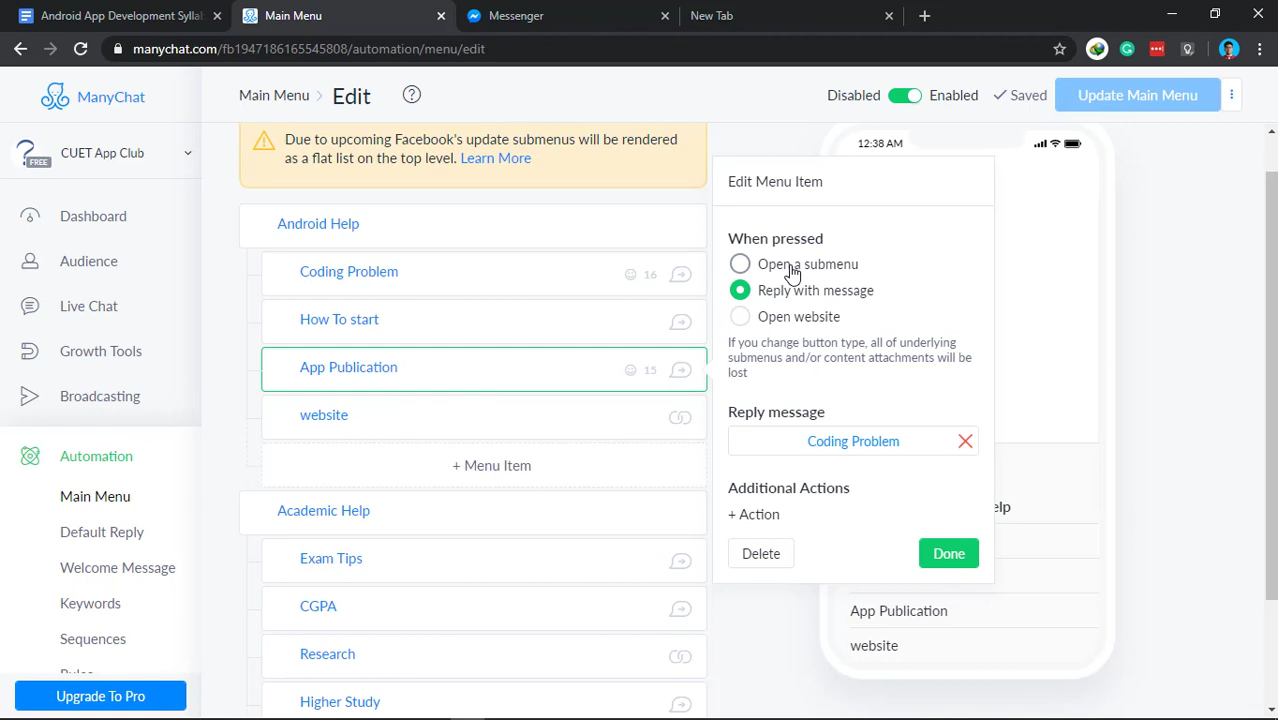 Android App Development Syllab
Main Menu
Messenger
New Tab
manychat.com/fb1947186165545808/automation/menu/edit
ManyChat
Main Menu
Edit
Disabled
Enabled
Saved
Update Main Menu
FREE
CUET App Club
Dashboard
Audience
Live Chat
Growth Tools
Broadcasting
Automation
Main Menu
Default Reply
Welcome Message
Keywords
Sequences
Upgrade To Pro
Due to upcoming Facebook's update submenus will be rendered
as a flat list on the top level. Learn More
Android Help
Coding Problem
16
How To start
App Publication
15
website
+ Menu Item
Academic Help
Exam Tips
CGPA
Research
Higher Study
Edit Menu Item
When pressed
Open a submenu
Reply with message
Open website
If you change button type, all of underlying
submenus and/or content attachments will be
lost
Reply message
Coding Problem
Additional Actions
+ Action
Delete
Done
12:38 AM
elp
App Publication
website